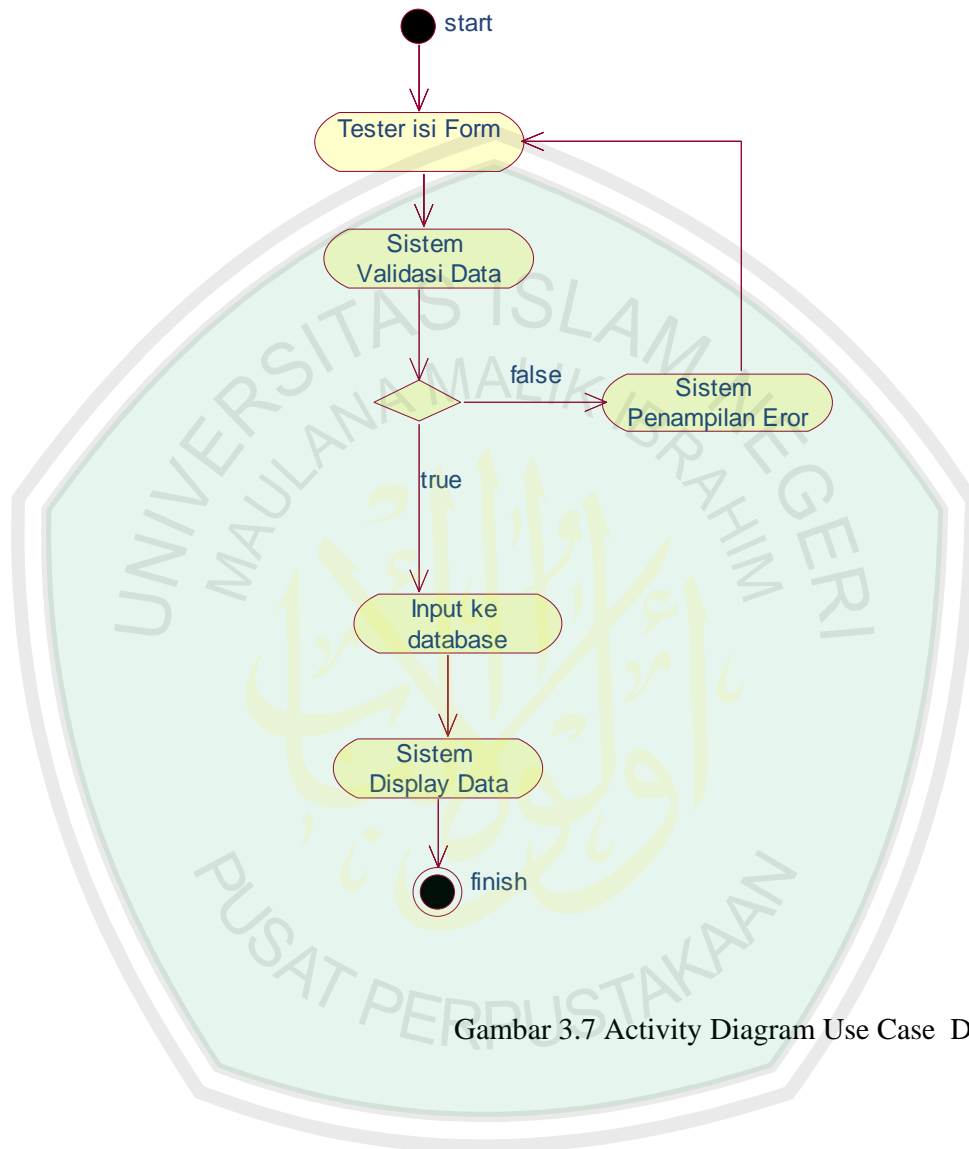 start
Tester isi Form
Sistem
Validasi Data
false
Sistem
Penampilan Eror
true
Input ke
database
Sistem
Display Data
finish
Gambar 3.7 Activity Diagram Use Case D
UNIVERSITAS ISLAM NEGERI
MAULANA MALIK IBRAHIM
PUSAT PERPUSTAKAAN